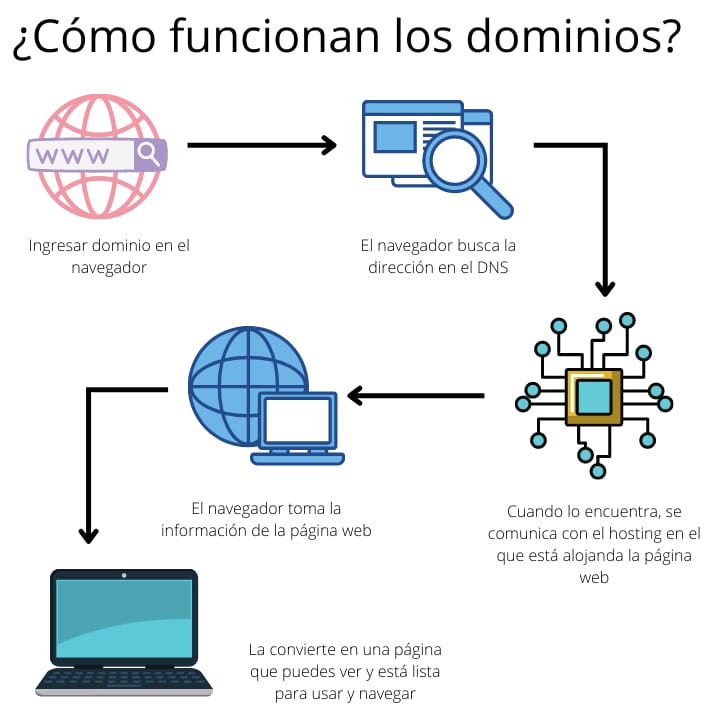 ¿Cómo funcionan los dominios?
WWW
Ingresar dominio en el
navegador
El navegador busca la
dirección en el DNS
Cuando lo encuentra, se
comunica con el hosting en el
que está alojanda la página
web
El navegador toma la
información de la página web
La convierte en una página
que puedes ver y está lista
para usar y navegar